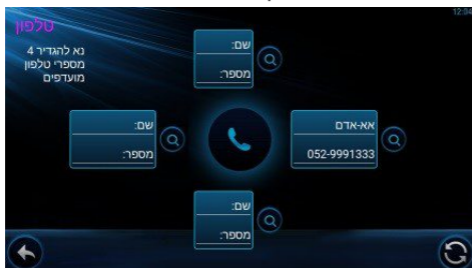 12:34
טלפון
נא להגדיר 4
מספרי טלפון
מועדפים
שם:
מספר:
אא-אדם
052-9991333
שם:
מספר:
שם:
מספר: